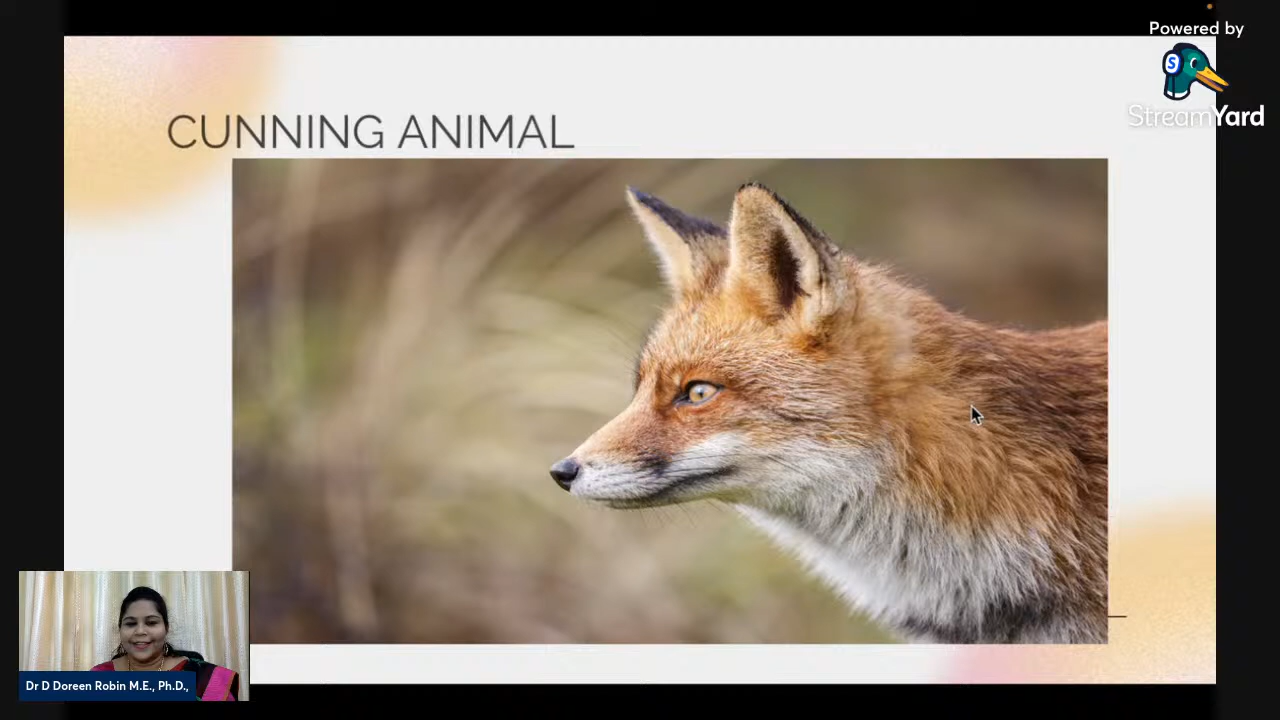 Powered by
S
StreamYard
CUNNING ANIMAL
Dr D Doreen Robin M.E., Ph.D.,